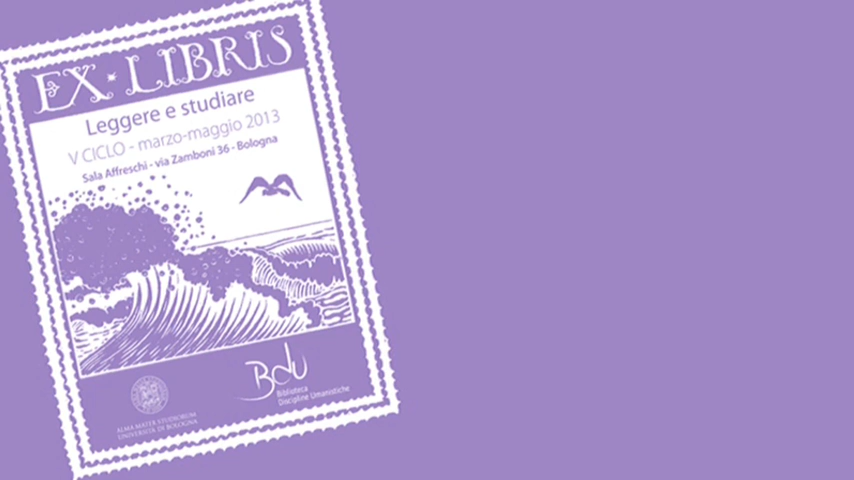 EX·LIBRIS
Leggere e studiare
V CICLO - marzo-maggio 2013
Sala Affreschi - via Zamboni 36 - Bologna
BDU
Biblioteca
Discipline Umanistiche
ALMA MATER STUDIORUM
UNIVERSITÀ DI BOLOGNA